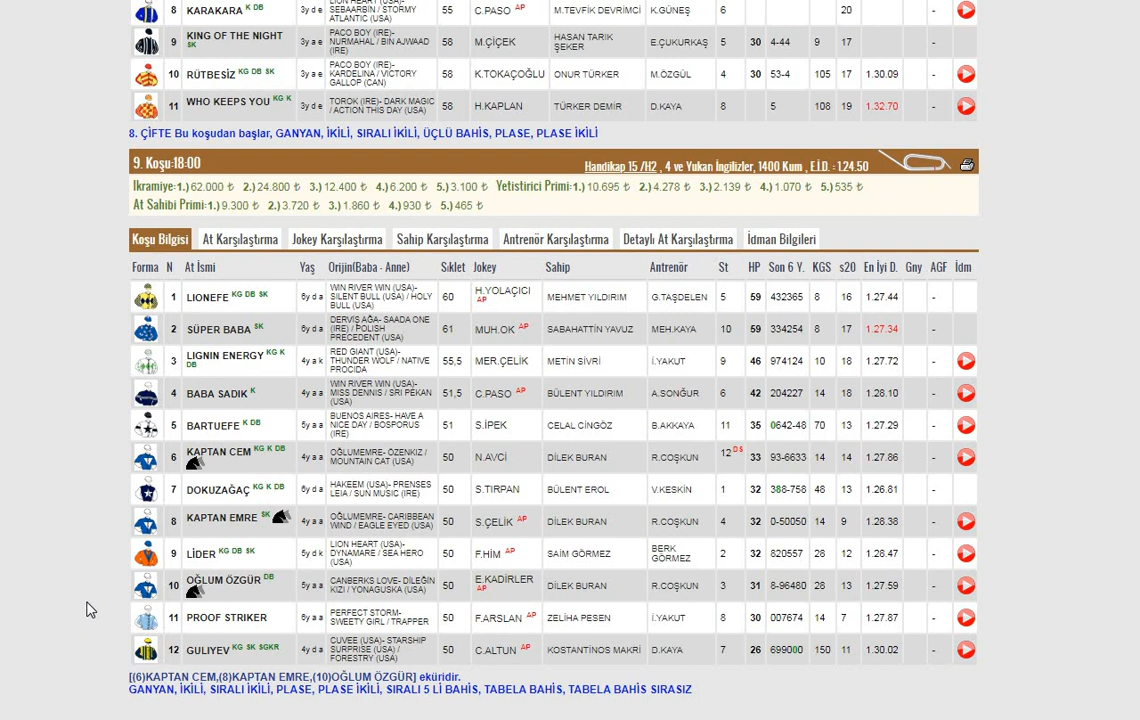 8 KARAKARA K DB 3y d e LION HEART (USA)- SEBAARBİN / STORMY ATLANTIC (USA) 55 C.PASO AP M.TEVFİK DEVRİMCİ K.GÜNEŞ 6 20 -
9 KING OF THE NIGHT SK 3y a e PACO BOY (IRE)- NURMAHAL / BIN AJWAAD (IRE) 58 M.ÇİÇEK HASAN TARIK ŞEKER E.ÇUKURKAŞ 5 30 4-44 9 17 -
10 RÜTBESİZ KG DB SK 3y a e PACO BOY (IRE)- KARDELINA / VICTORY GALLOP (CAN) 58 K.TOKAÇOĞLU ONUR TÜRKER M.ÖZGÜL 4 30 53-4 105 17 1.30.09 -
11 WHO KEEPS YOU KG K 3y d e TOROK (IRE)- DARK MAGIC / ACTION THIS DAY (USA) 58 H.KAPLAN TÜRKER DEMİR D.KAYA 8 5 108 19 1.32.70 -
8. ÇİFTE Bu koşudan başlar, GANYAN, İKİLİ, SIRALI İKİLİ, ÜÇLÜ BAHİS, PLASE, PLASE İKİLİ
9. Koşu:18:00 Handikap 15 /H2 , 4 ve Yukarı İngilizler, 1400 Kum , E.İ.D. : 1.24.50
İkramiye:1.) 62.000 ₺ 2.) 24.800 ₺ 3.) 12.400 ₺ 4.) 6.200 ₺ 5.) 3.100 ₺ Yetiştirici Primi:1.) 10.695 ₺ 2.) 4.278 ₺ 3.) 2.139 ₺ 4.) 1.070 ₺ 5.) 535 ₺
At Sahibi Primi:1.) 9.300 ₺ 2.) 3.720 ₺ 3.) 1.860 ₺ 4.) 930 ₺ 5.) 465 ₺
Koşu Bilgisi At Karşılaştırma Jokey Karşılaştırma Sahip Karşılaştırma Antrenör Karşılaştırma Detaylı At Karşılaştırma İdman Bilgileri
Forma N At İsmi Yaş Orijin(Baba - Anne) Sıklet Jokey Sahip Antrenör St HP Son 6 Y. KGS s20 En İyi D. Gny AGF İdm
1 LIONEFE KG DB SK 6y d a WIN RIVER WIN (USA)- SILENT BULL (USA) / HOLY BULL (USA) 60 H.YOLAÇICI AP MEHMET YILDIRIM G.TAŞDELEN 5 59 432365 8 16 1.27.44 -
2 SÜPER BABA SK 6y d a DERVİŞ AĞA- SAADA ONE (IRE) / POLISH PRECEDENT (USA) 61 MUH.OK AP SABAHATTİN YAVUZ MEH.KAYA 10 59 334254 8 17 1.27.34 -
3 LIGNIN ENERGY KG K DB 4y a k RED GIANT (USA)- THUNDER WOLF / NATIVE PROCIDA 55,5 MER.ÇELİK METİN SİVRİ İ.YAKUT 9 46 974124 10 18 1.27.72 -
4 BABA SADIK K 4y a a WIN RIVER WIN (USA)- MISS DENNIS / SRI PEKAN (USA) 51,5 C.PASO AP BÜLENT YILDIRIM A.SONĞUR 6 42 204227 14 18 1.28.10 -
5 BARTUEFE K DB 5y a a BUENOS AIRES- HAVE A NICE DAY / BOSPORUS (IRE) 51 S.İPEK CELAL CİNGÖZ B.AKKAYA 11 35 0642-48 70 13 1.27.29 -
6 KAPTAN CEM KG K DB 4y a a OĞLUMEMRE- ÖZENKIZ / MOUNTAIN CAT (USA) 50 N.AVCİ DİLEK BURAN R.COŞKUN 12 DS 33 93-6633 14 14 1.27.86 -
7 DOKUZAĞAÇ KG K DB 6y d a HAKEEM (USA)- PRENSES LEIA / SUN MUSIC (IRE) 50 S.TIRPAN BÜLENT EROL V.KESKİN 1 32 388-758 48 13 1.26.81 -
8 KAPTAN EMRE SK 4y a a OĞLUMEMRE- CARIBBEAN WIND / EAGLE EYED (USA) 50 S.ÇELİK AP DİLEK BURAN R.COŞKUN 4 32 0-50050 14 9 1.28.38 -
9 LİDER KG DB SK 5y d k LION HEART (USA)- DYNAMARE / SEA HERO (USA) 50 F.HİM AP SAİM GÖRMEZ BERK GÖRMEZ 2 32 820557 28 12 1.28.47 -
10 OĞLUM ÖZGÜR DB 5y a a CANBERKS LOVE- DİLEĞİN KIZI / YONAGUSKA (USA) 50 E.KADİRLER AP DİLEK BURAN R.COŞKUN 3 31 8-96480 28 13 1.27.59 -
11 PROOF STRIKER 6y a a PERFECT STORM- SWEETY GIRL / TRAPPER 50 F.ARSLAN AP ZELİHA PESEN İ.YAKUT 8 30 007674 14 7 1.27.87 -
12 GULIYEV KG SK SGKR 4y d a CUVEE (USA)- STARSHIP SURPRISE (USA) / FORESTRY (USA) 50 C.ALTUN AP KOSTANTİNOS MAKRİ D.KAYA 7 26 699000 150 11 1.30.02 -
[(6)KAPTAN CEM,(8)KAPTAN EMRE,(10)OĞLUM ÖZGÜR] eküridir.
GANYAN, İKİLİ, SIRALI İKİLİ, PLASE, PLASE İKİLİ, SIRALI 5 Lİ BAHİS, TABELA BAHİS, TABELA BAHİS SIRASIZ